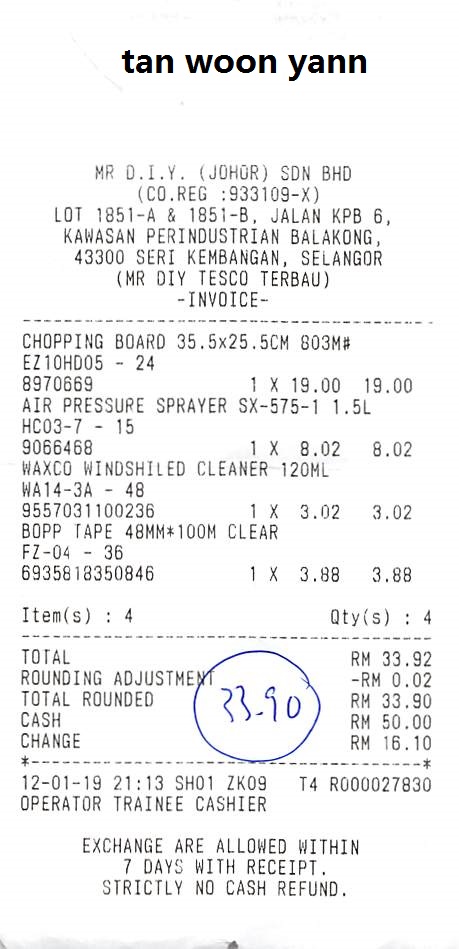 tan woon yann
MR D.I.Y. (JOHOR) SDN BHD
(CO.REG :933109-X)
LOT 1851-A & 1851-B, JALAN KPB 6,
KAWASAN PERINDUSTRIAN BALAKONG,
43300 SERI KEMBANGAN, SELANGOR
(MR DIY TESCO TERBAU)
-INVOICE-
CHOPPING BOARD 35.5x25.5CM 803M#
EZ10HD05 - 24
8970669 1 X 19.00 19.00
AIR PRESSURE SPRAYER SX-575-1 1.5L
HC03-7 - 15
9066468 1 X 8.02 8.02
WAXCO WINDSHILED CLEANER 120ML
WA14-3A - 48
9557031100236 1 X 3.02 3.02
BOPP TAPE 48MM*100M CLEAR
FZ-04 - 36
6935818350846 1 X 3.88 3.88
Item(s) : 4 Qty(s) : 4
TOTAL RM 33.92
ROUNDING ADJUSTMENT -RM 0.02
TOTAL ROUNDED RM 33.90
33.90
CASH RM 50.00
CHANGE RM 16.10
12-01-19 21:13 SH01 ZK09 T4 R000027830
OPERATOR TRAINEE CASHIER
EXCHANGE ARE ALLOWED WITHIN
7 DAYS WITH RECEIPT.
STRICTLY NO CASH REFUND.